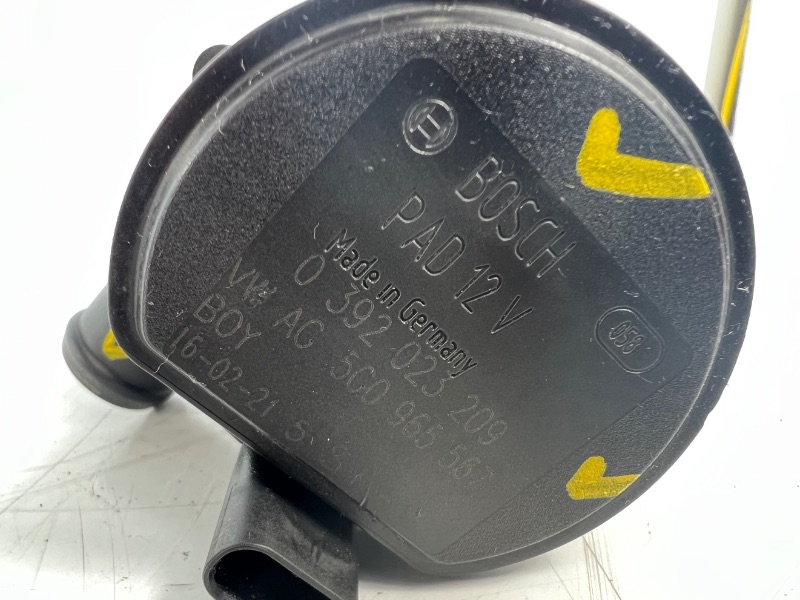 BOSCH
PAD 12 V
Made in Germany
0 392 023 209
VW AG 5C0 965 567
BOY
16-02-21
058